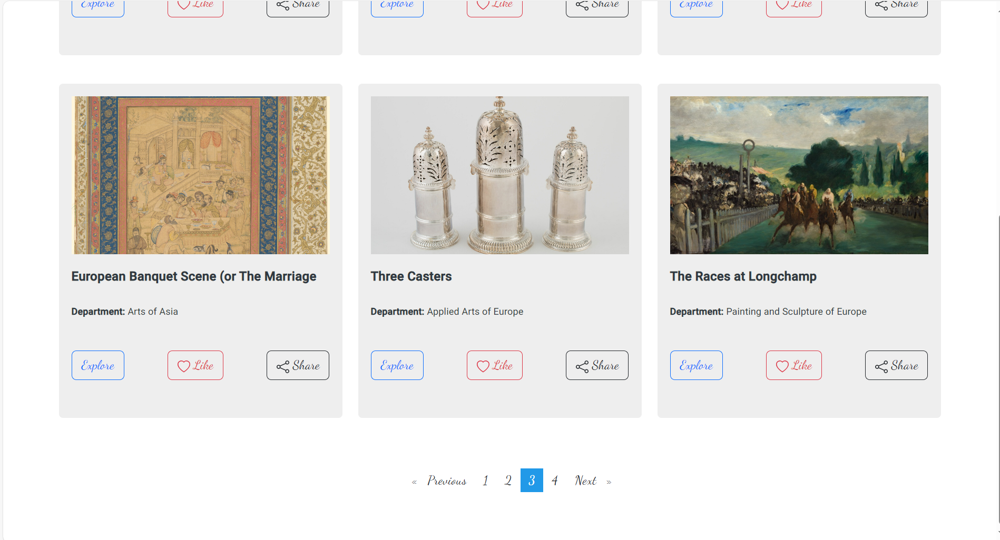 Explore Like Share Explore Like Share Explore Like Share
European Banquet Scene (or The Marriage
Department: Arts of Asia
Explore Like Share
Three Casters
Department: Applied Arts of Europe
Explore Like Share
The Races at Longchamp
Department: Painting and Sculpture of Europe
Explore Like Share
« Previous 1 2 3 4 Next »